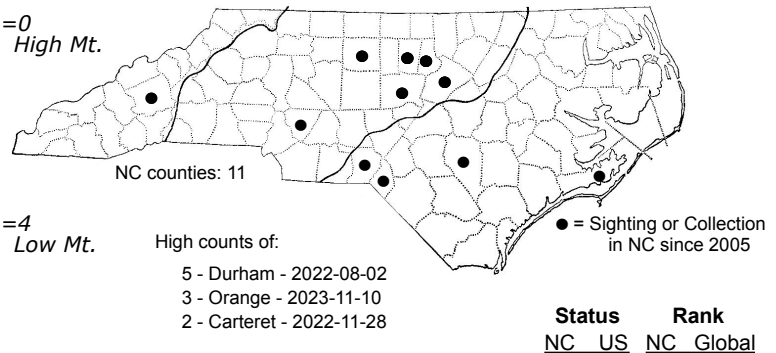 =0
High Mt.
NC counties: 11
=4
Low Mt.
High counts of:
5 - Durham - 2022-08-02
3 - Orange - 2023-11-10
2 - Carteret - 2022-11-28
● = Sighting or Collection
in NC since 2005
Status Rank
NC US NC Global